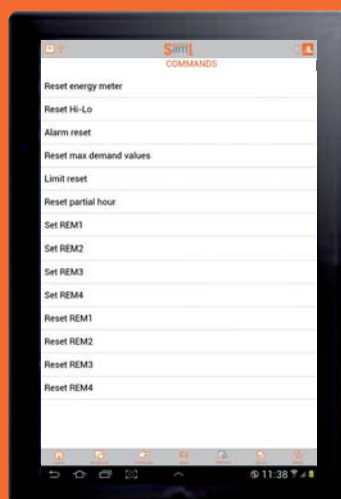 Sam1
COMMANDS
Reset energy meter
Reset Hi-Lo
Alarm reset
Reset max demand values
Limit reset
Reset partial hour
Set REM1
Set REM2
Set REM3
Set REM4
Reset REM1
Reset REM2
Reset REM3
Reset REM4
11:38